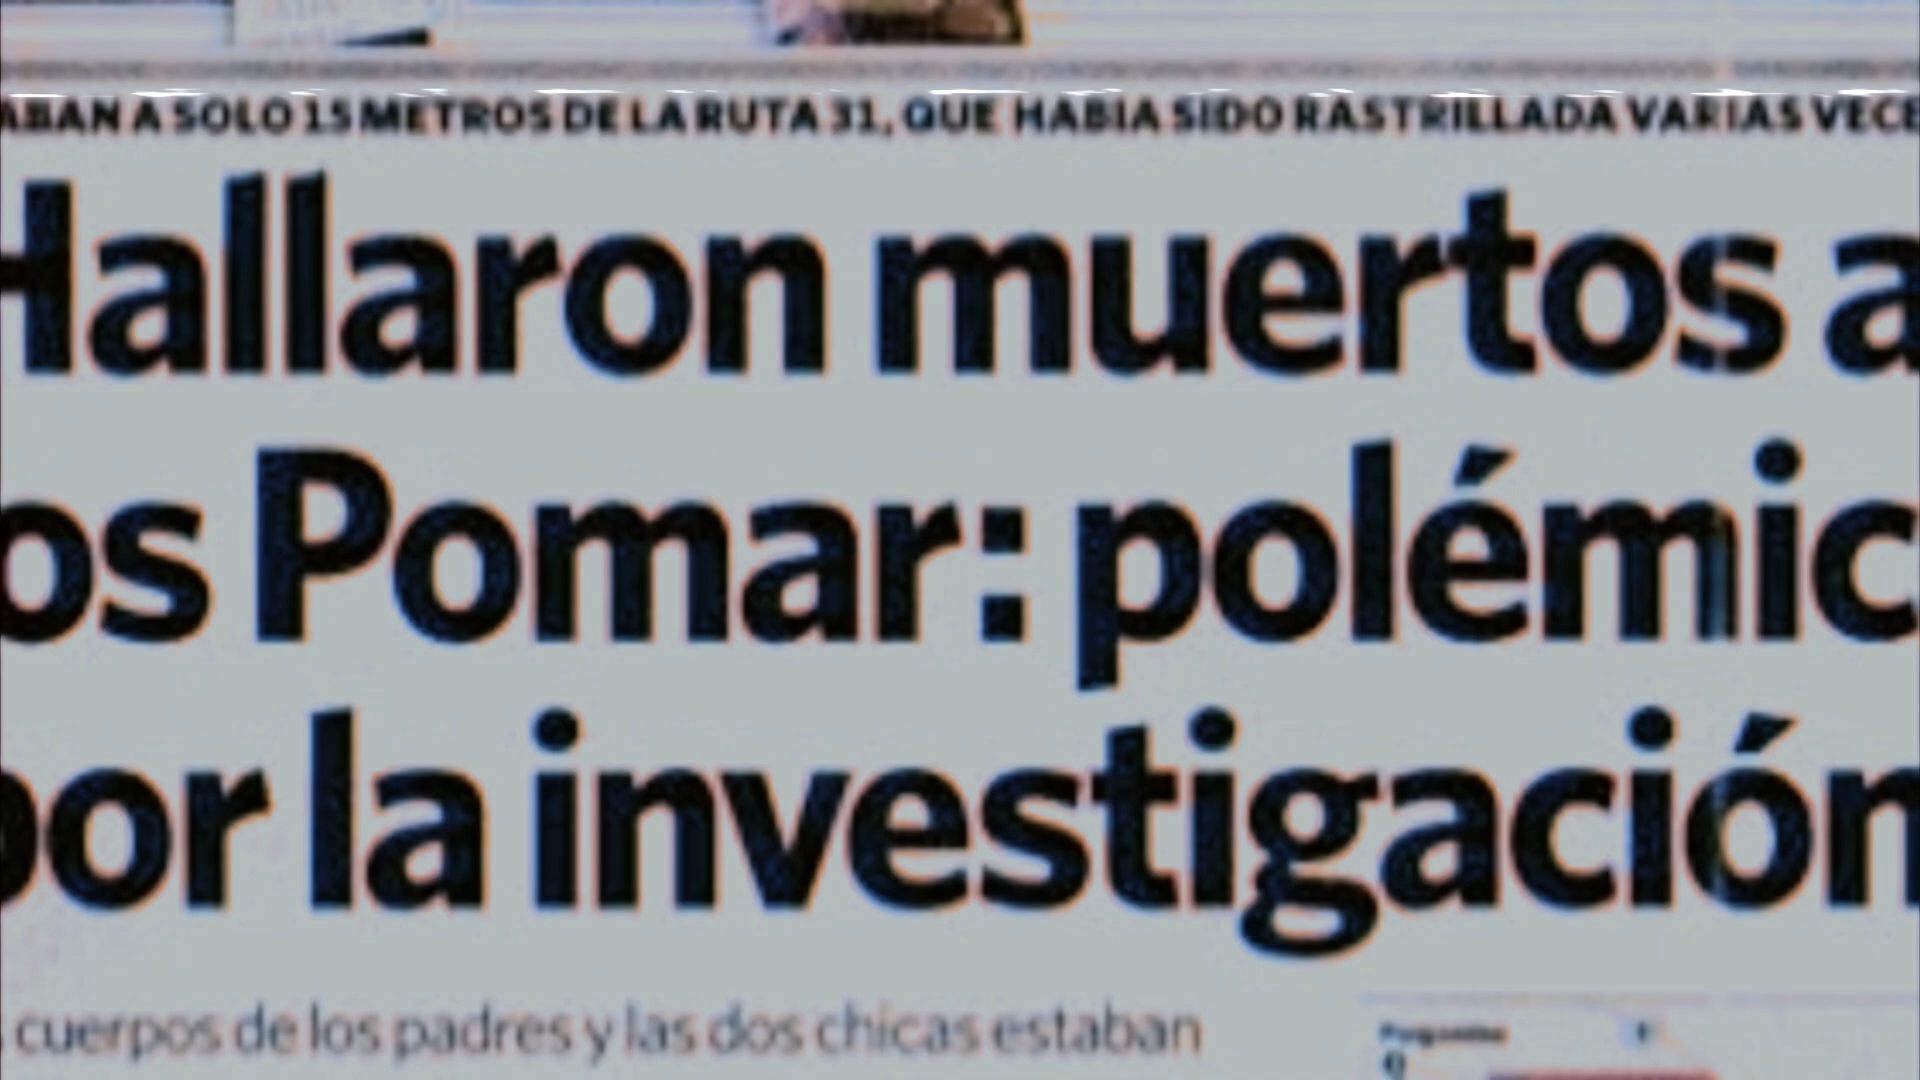 ABAN A SOLO 15 METROS DE LA RUTA 31, QUE HABIA SIDO RASTRILLADA VARIAS VECE
Hallaron muertos a
os Pomar: polémic
por la investigación
cuerpos de los padres y las dos chicas estaban